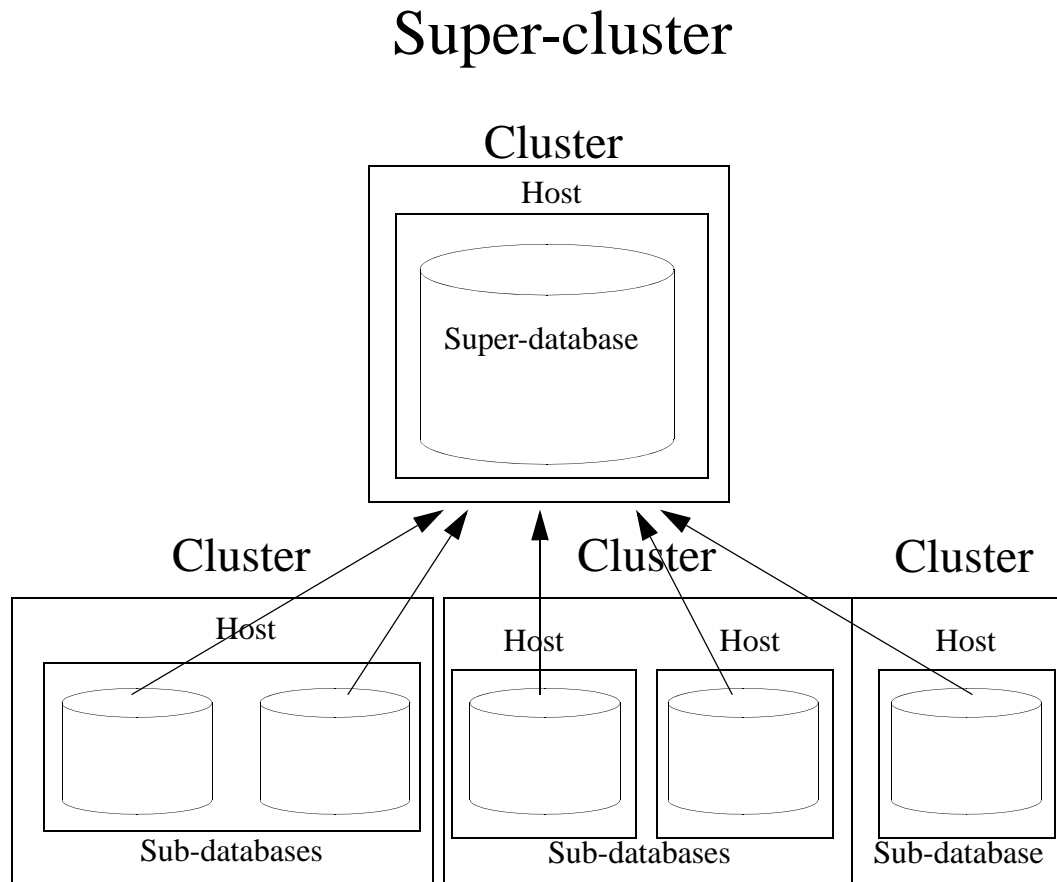 Super-cluster
Cluster
Host
Super-database
Cluster
Cluster
Cluster
Host
Host
Host
Host
Sub-databases
Sub-databases
Sub-database